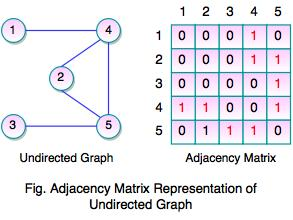 1 4
2
3 5
Undirected Graph
1 2 3 4 5
1 0 0 0 1 0
2 0 0 0 1 1
3 0 0 0 0 1
4 1 1 0 0 1
5 0 1 1 1 0
Adjacency Matrix
Fig. Adjacency Matrix Representation of
Undirected Graph